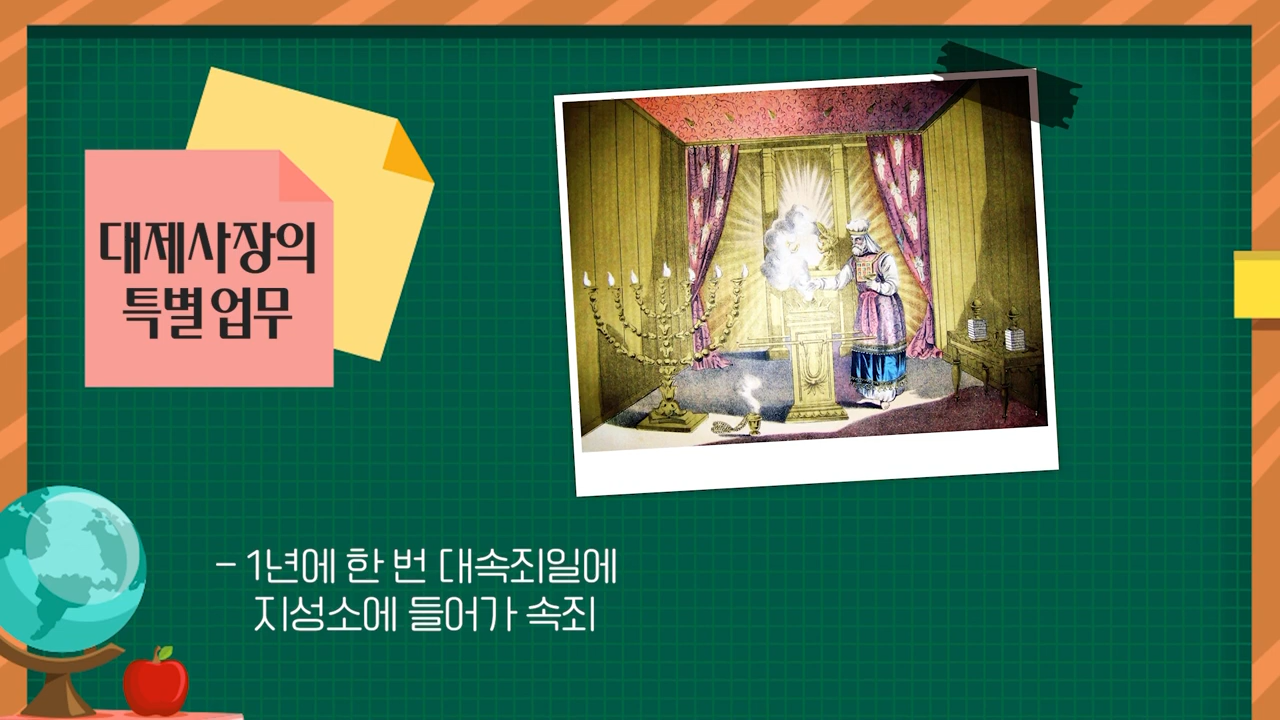 대제사장의
특별 업무
- 1년에 한 번 대속죄일에
지성소에 들어가 속죄